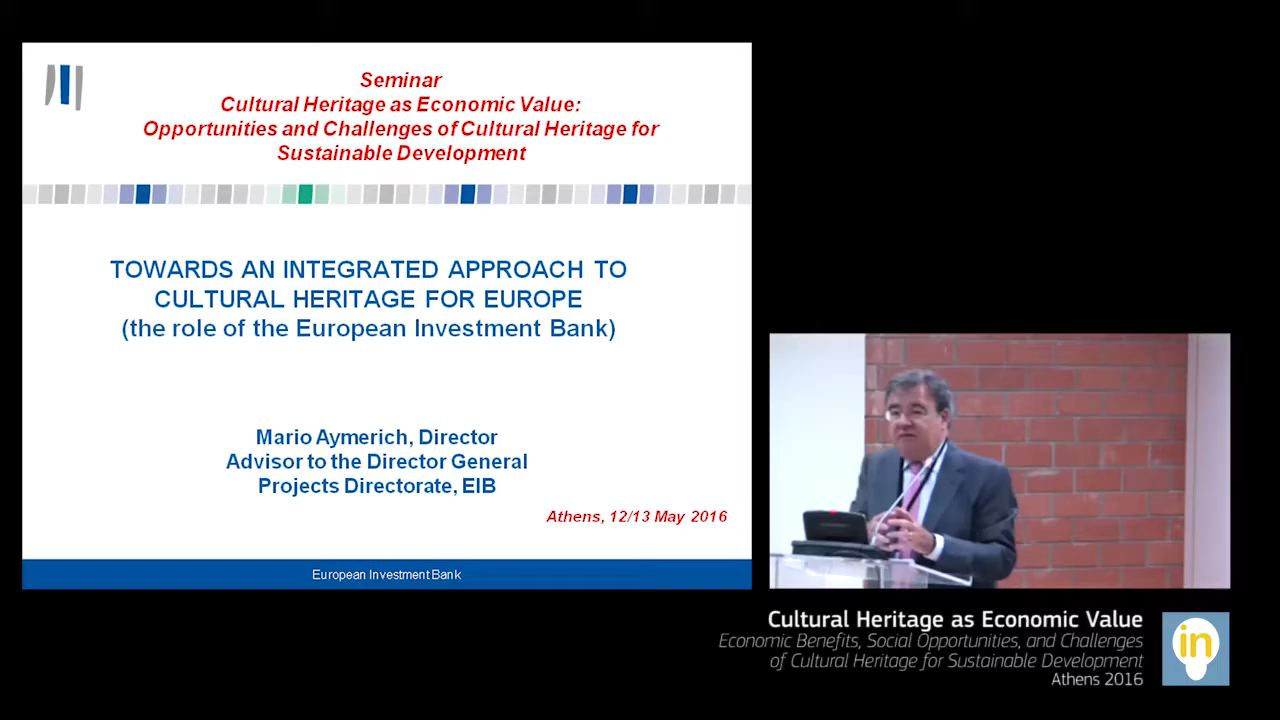 Seminar
Cultural Heritage as Economic Value:
Opportunities and Challenges of Cultural Heritage for
Sustainable Development
TOWARDS AN INTEGRATED APPROACH TO
CULTURAL HERITAGE FOR EUROPE
(the role of the European Investment Bank)
Mario Aymerich, Director
Advisor to the Director General
Projects Directorate, EIB
Athens, 12/13 May 2016
European Investment Bank
Cultural Heritage as Economic Value
Economic Benefits, Social Opportunities, and Challenges
of Cultural Heritage for Sustainable Development
Athens 2016
in